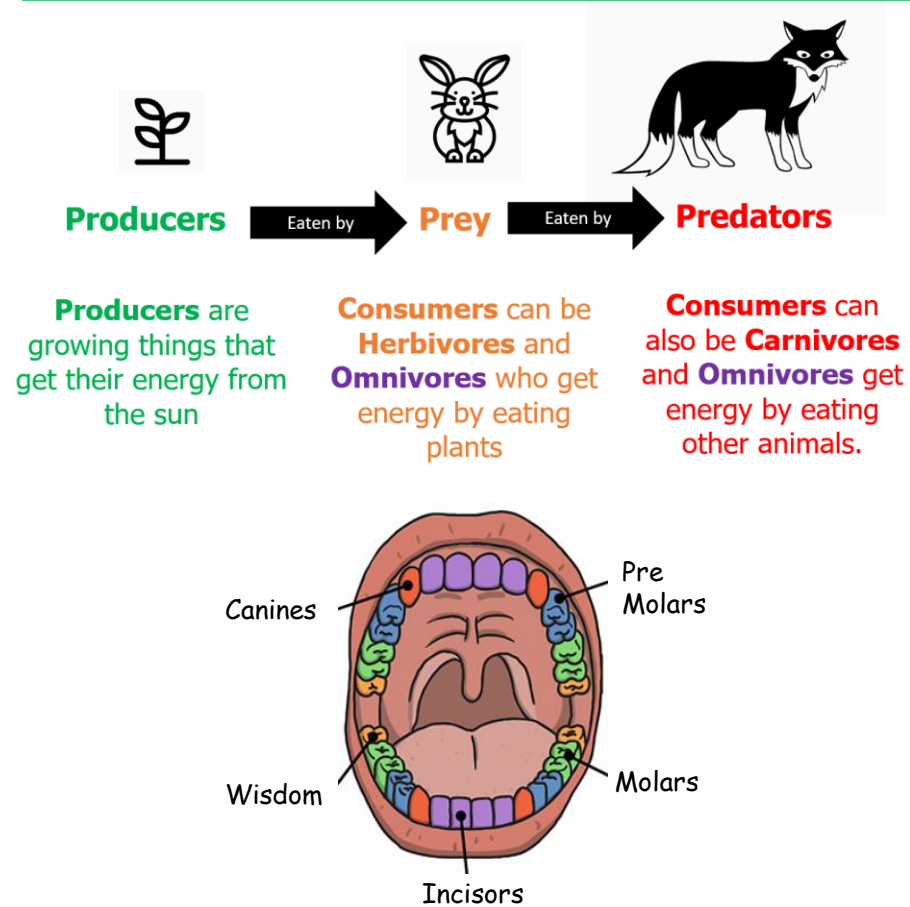 Producers Eaten by Prey Eaten by Predators
Producers are
growing things that
get their energy from
the sun
Consumers can be
Herbivores and
Omnivores who get
energy by eating
plants
Consumers can
also be Carnivores
and Omnivores get
energy by eating
other animals.
Canines
Pre
Molars
Wisdom
Molars
Incisors